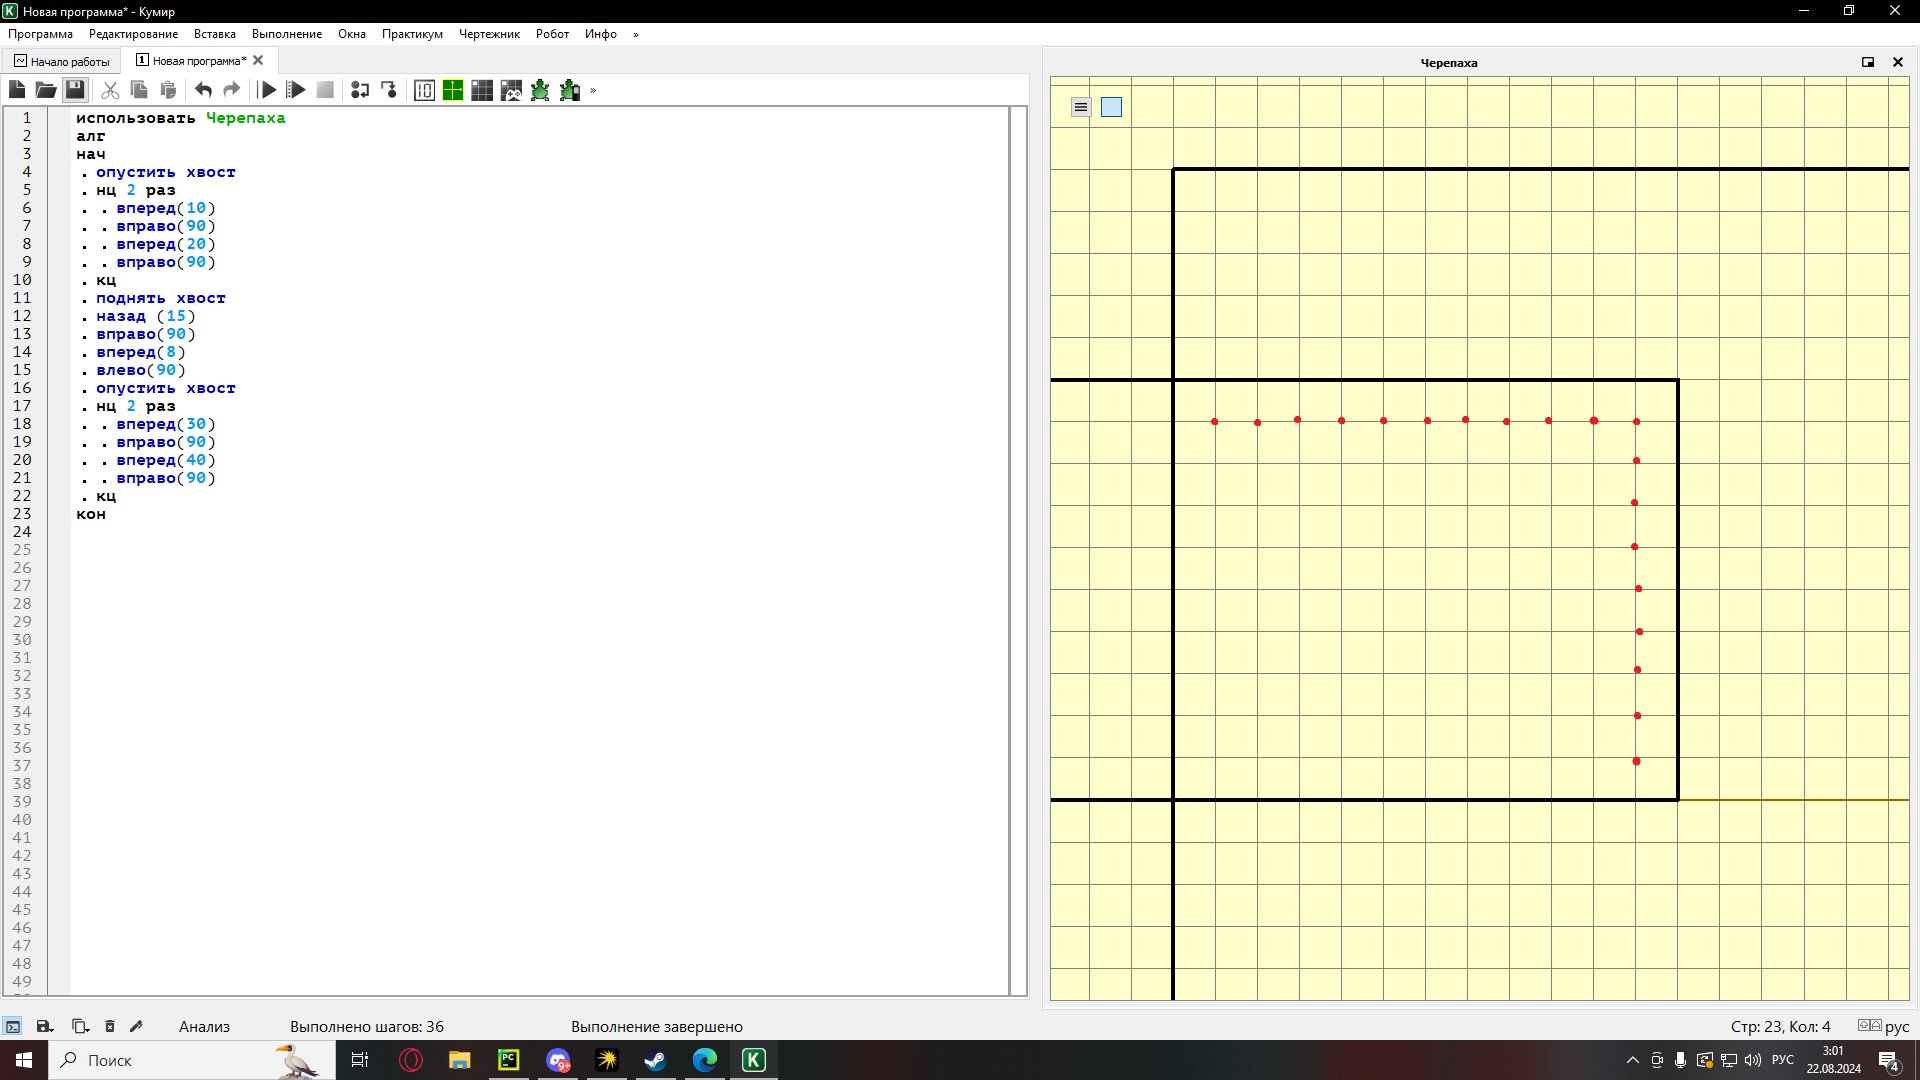 Новая программа* - Кумир
Программа Редактирование Вставка Выполнение Окна Практикум Чертежник Робот Инфо »
Начало работы
1 Новая программа*
Черепаха
»
1 использовать Черепаха
2 алг
3 нач
4 . опустить хвост
5 . нц 2 раз
6 . . вперед(10)
7 . . вправо(90)
8 . . вперед(20)
9 . . вправо(90)
10 . кц
11 . поднять хвост
12 . назад (15)
13 . вправо(90)
14 . вперед(8)
15 . влево(90)
16 . опустить хвост
17 . нц 2 раз
18 . . вперед(30)
19 . . вправо(90)
20 . . вперед(40)
21 . . вправо(90)
22 . кц
23 кон
24
25
26
27
28
29
30
31
32
33
34
35
36
37
38
39
40
41
42
43
44
45
46
47
48
49
Анализ Выполнено шагов: 36 Выполнение завершено Стр: 23, Кол: 4 рус
Поиск
PC
9+
K
РУС
3:01
22.08.2024
4